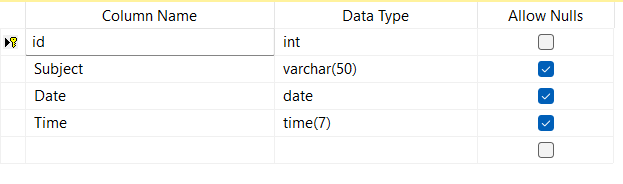 Column Name Data Type Allow Nulls
id int
Subject varchar(50)
Date date
Time time(7)